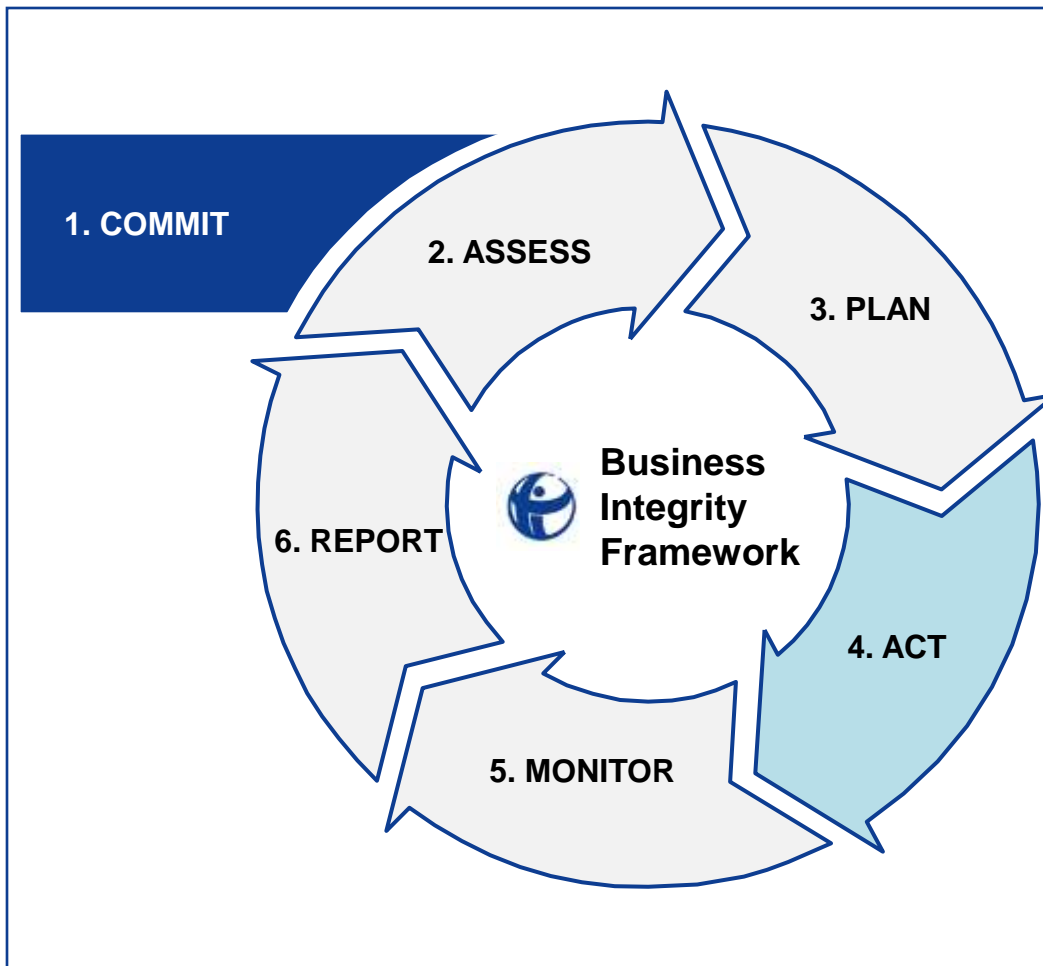 1. COMMIT
2. ASSESS
3. PLAN
Business
Integrity
Framework
6. REPORT
4. ACT
5. MONITOR